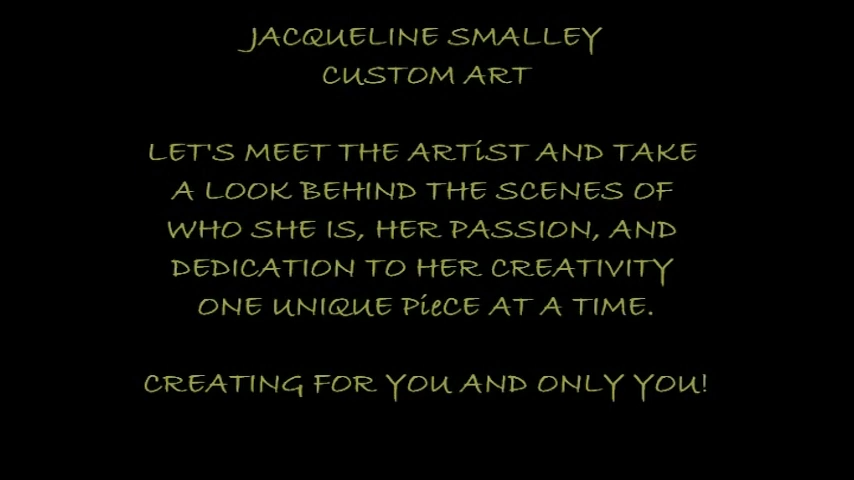 JACQUELINE SMALLEY
CUSTOM ART
LET'S MEET THE ARTiST AND TAKE
A LOOK BEHIND THE SCENES OF
WHO SHE IS, HER PASSION, AND
DEDICATION TO HER CREATIVITY
ONE UNIQUE PieCE AT A TIME.
CREATING FOR YOU AND ONLY YOU!